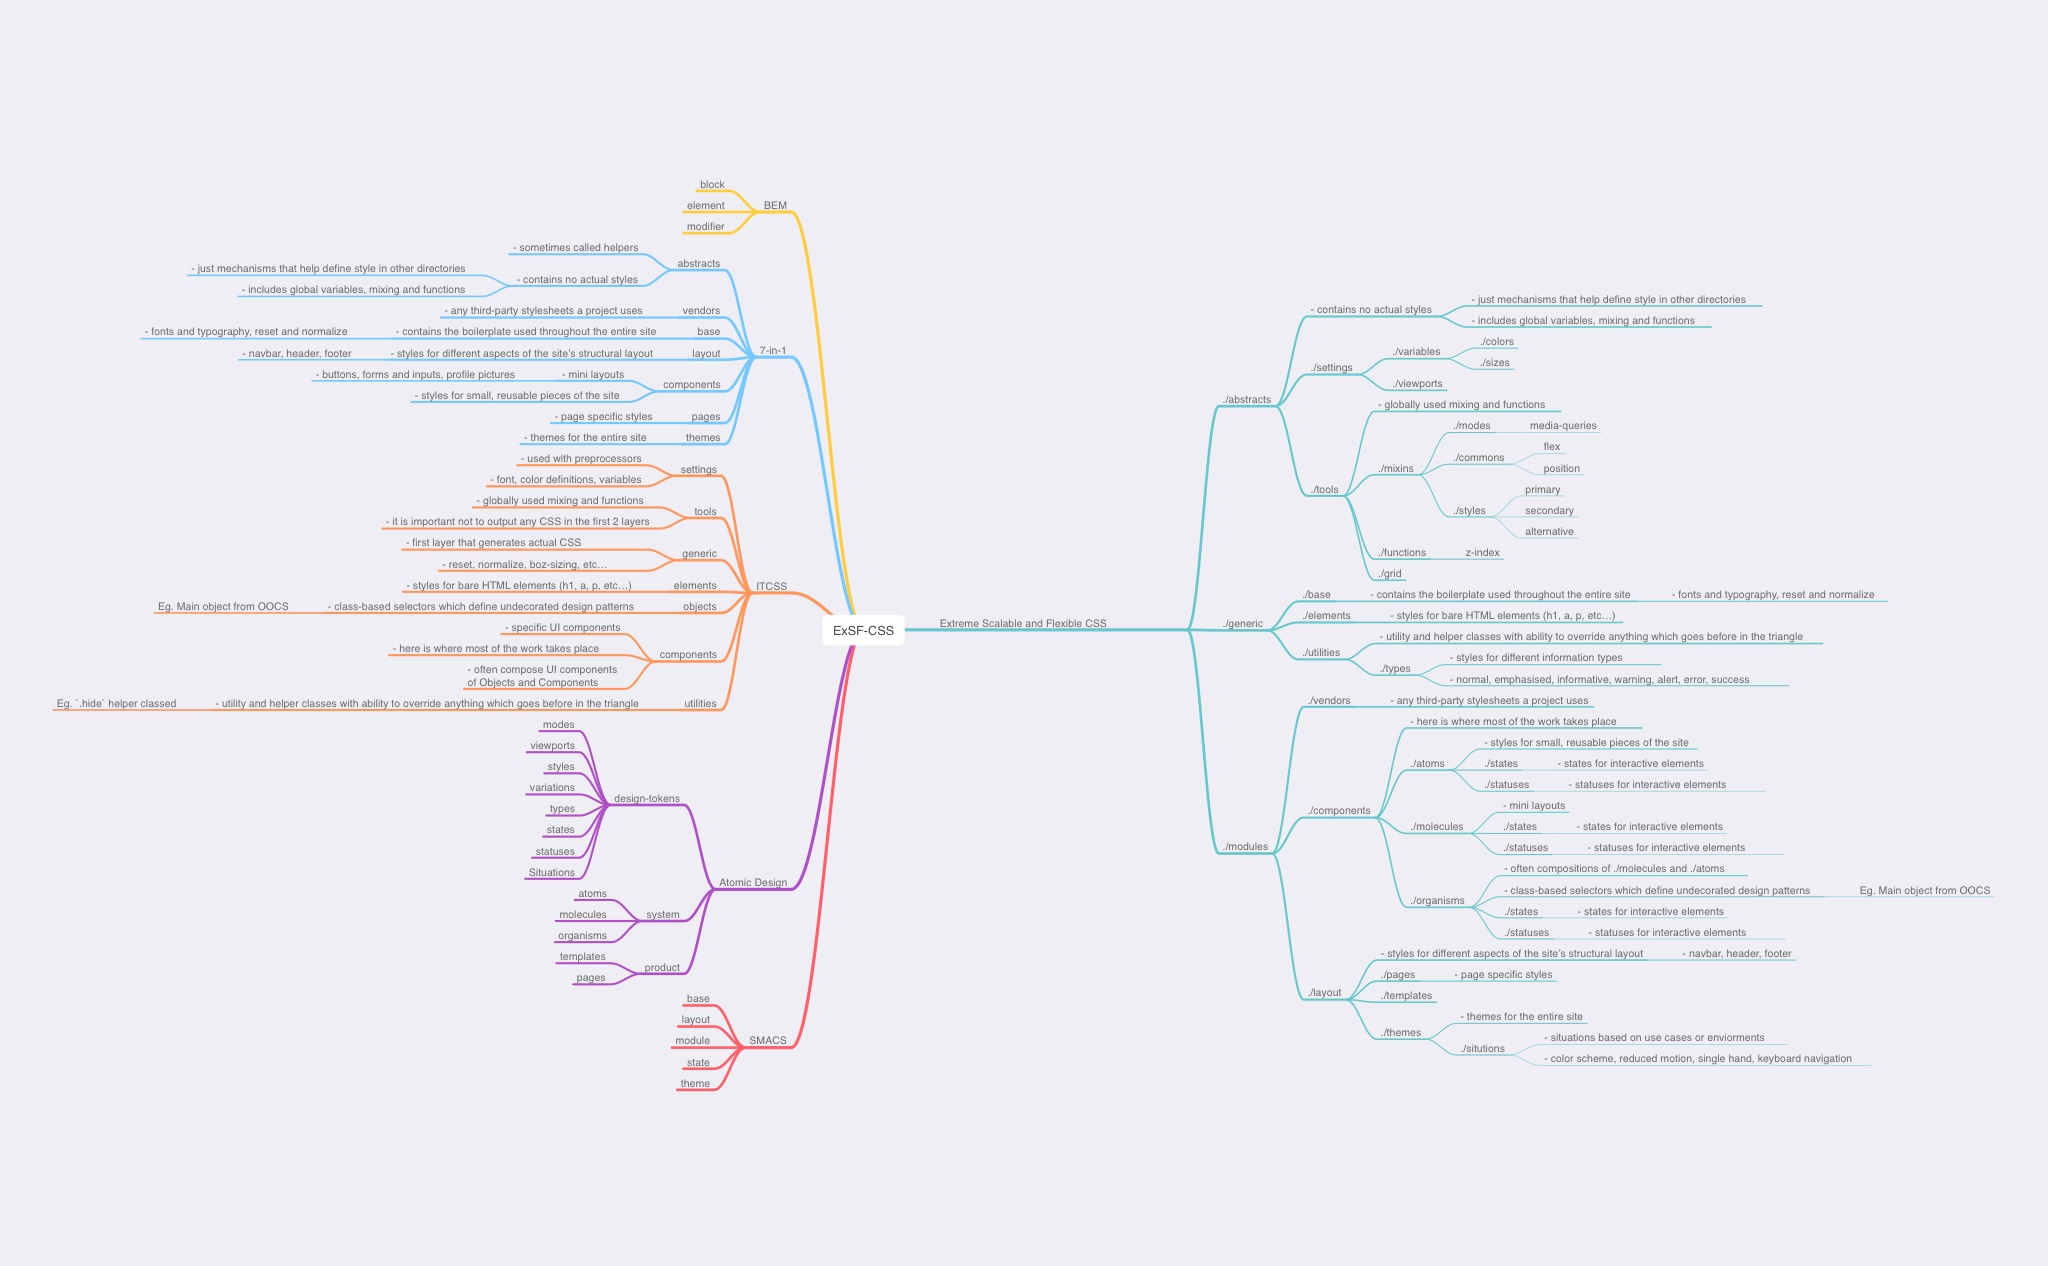 ExSF-CSS
BEM
block
element
modifier
7-in-1
abstracts
- sometimes called helpers
- contains no actual styles
- just mechanisms that help define style in other directories
- includes global variables, mixing and functions
vendors
- any third-party stylesheets a project uses
base
- contains the boilerplate used throughout the entire site
- fonts and typography, reset and normalize
layout
- styles for different aspects of the site's structural layout
- navbar, header, footer
components
- mini layouts
- buttons, forms and inputs, profile pictures
- styles for small, reusable pieces of the site
pages
- page specific styles
themes
- themes for the entire site
ITCSS
settings
- used with preprocessors
- font, color definitions, variables
tools
- globally used mixing and functions
- it is important not to output any CSS in the first 2 layers
generic
- first layer that generates actual CSS
- reset, normalize, boz-sizing, etc…
elements
- styles for bare HTML elements (h1, a, p, etc…)
objects
- class-based selectors which define undecorated design patterns
Eg. Main object from OOCS
components
- specific UI components
- here is where most of the work takes place
- often compose UI components
of Objects and Components
utilities
- utility and helper classes with ability to override anything which goes before in the triangle
Eg. `.hide` helper classed
Atomic Design
design-tokens
modes
viewports
styles
variations
types
states
statuses
Situations
system
atoms
molecules
organisms
product
templates
pages
SMACS
base
layout
module
state
theme
Extreme Scalable and Flexible CSS
./abstracts
- contains no actual styles
- just mechanisms that help define style in other directories
- includes global variables, mixing and functions
./settings
./variables
./colors
./sizes
./viewports
./tools
- globally used mixing and functions
./mixins
./modes
media-queries
./commons
flex
position
./styles
primary
secondary
alternative
./functions
z-index
./grid
./generic
./base
- contains the boilerplate used throughout the entire site
- fonts and typography, reset and normalize
./elements
- styles for bare HTML elements (h1, a, p, etc…)
./utilities
- utility and helper classes with ability to override anything which goes before in the triangle
./types
- styles for different information types
- normal, emphasised, informative, warning, alert, error, success
./modules
./vendors
- any third-party stylesheets a project uses
./components
- here is where most of the work takes place
./atoms
- styles for small, reusable pieces of the site
./states
- states for interactive elements
./statuses
- statuses for interactive elements
./molecules
- mini layouts
./states
- states for interactive elements
./statuses
- statuses for interactive elements
./organisms
- often compositions of ./molecules and ./atoms
- class-based selectors which define undecorated design patterns
Eg. Main object from OOCS
./states
- states for interactive elements
./statuses
- statuses for interactive elements
./layout
- styles for different aspects of the site's structural layout
- navbar, header, footer
./pages
- page specific styles
./templates
./themes
- themes for the entire site
./situtions
- situations based on use cases or enviorments
- color scheme, reduced motion, single hand, keyboard navigation